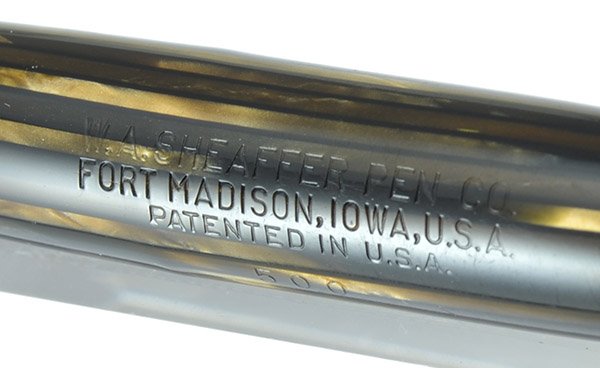 W.A. SHEAFFER PEN CO.
FORT MADISON, IOWA, U.S.A.
PATENTED IN U.S.A.
500